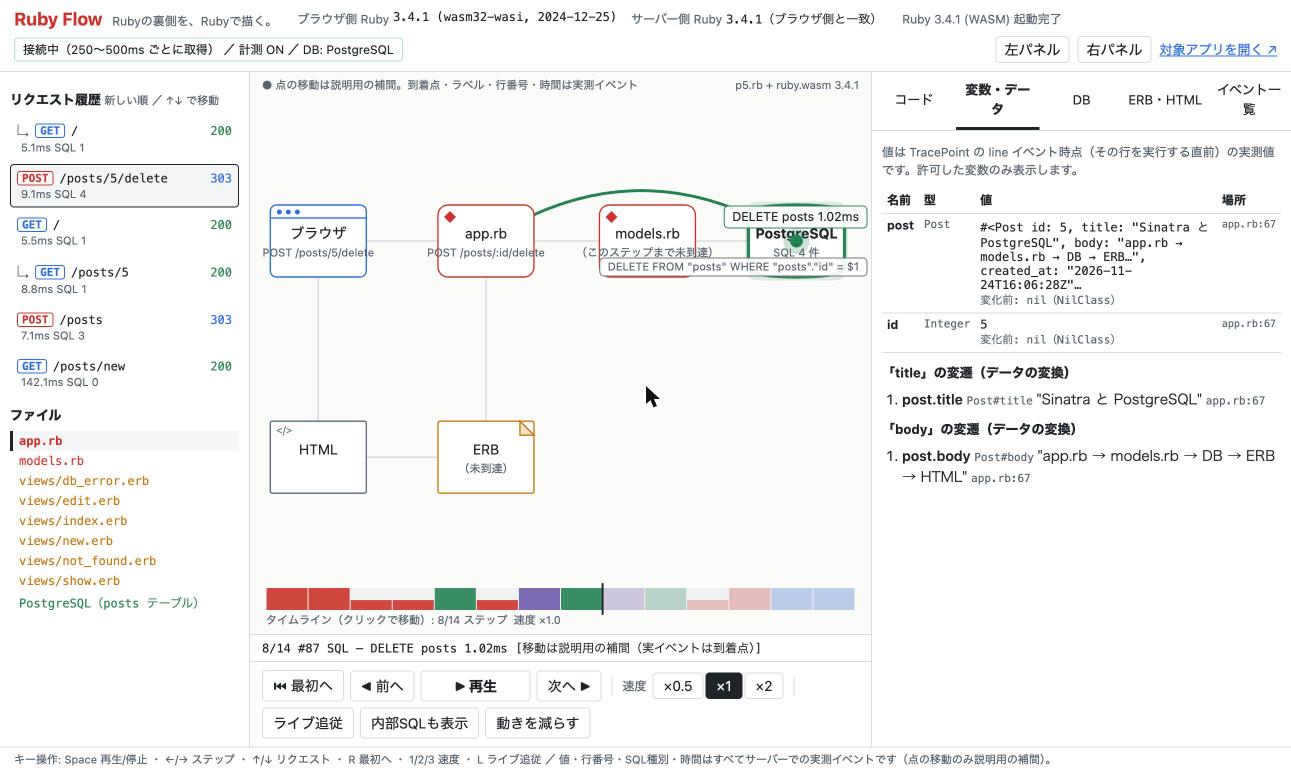 Ruby Flow Rubyの裏側を、Rubyで描く。 ブラウザ側 Ruby 3.4.1 (wasm32-wasi, 2024-12-25) サーバー側 Ruby 3.4.1（ブラウザ側と一致） Ruby 3.4.1 (WASM) 起動完了
接続中（250〜500ms ごとに取得）／ 計測 ON ／ DB: PostgreSQL
左パネル 右パネル 対象アプリを開く ↗
リクエスト履歴 新しい順 ／ ↑↓ で移動
GET / 200
5.1ms SQL 1
POST /posts/5/delete 303
9.1ms SQL 4
GET / 200
5.5ms SQL 1
GET /posts/5 200
8.8ms SQL 1
POST /posts 303
7.1ms SQL 3
GET /posts/new 200
142.1ms SQL 0
ファイル
app.rb
models.rb
views/db_error.erb
views/edit.erb
views/index.erb
views/new.erb
views/not_found.erb
views/show.erb
PostgreSQL（posts テーブル）
● 点の移動は説明用の補間。到着点・ラベル・行番号・時間は実測イベント
p5.rb + ruby.wasm 3.4.1
ブラウザ
POST /posts/5/delete
app.rb
POST /posts/:id/delete
models.rb
（このステップまで未到達）
DELETE posts 1.02ms
PostgreSQL
SQL 4 件
DELETE FROM "posts" WHERE "posts"."id" = $1
</>
HTML
ERB
（未到達）
タイムライン（クリックで移動）: 8/14 ステップ 速度 ×1.0
8/14 #87 SQL — DELETE posts 1.02ms [移動は説明用の補間（実イベントは到着点）]
⏮ 最初へ ◀ 前へ ▶ 再生 次へ ▶ 速度 ×0.5 ×1 ×2
ライブ追従 内部SQLも表示 動きを減らす
コード 変数・データ DB ERB・HTML イベント一覧
値は TracePoint の line イベント時点（その行を実行する直前）の実測値
です。許可した変数のみ表示します。
名前 型 値 場所
post Post #<Post id: 5, title: "Sinatra と app.rb:67
PostgreSQL", body: "app.rb →
models.rb → DB → ERB…",
created_at: "2026-11-
24T16:06:28Z"…
変化前: nil（NilClass）
id Integer 5 app.rb:67
変化前: nil（NilClass）
「title」の変遷（データの変換）
1. post.title Post#title "Sinatra と PostgreSQL" app.rb:67
「body」の変遷（データの変換）
1. post.body Post#body "app.rb → models.rb → DB → ERB
→ HTML" app.rb:67
キー操作: Space 再生/停止 ・ ←/→ ステップ ・ ↑/↓ リクエスト ・ R 最初へ ・ 1/2/3 速度 ・ L ライブ追従 ／ 値・行番号・SQL種別・時間はすべてサーバーでの実測イベントです（点の移動のみ説明用の補間）。